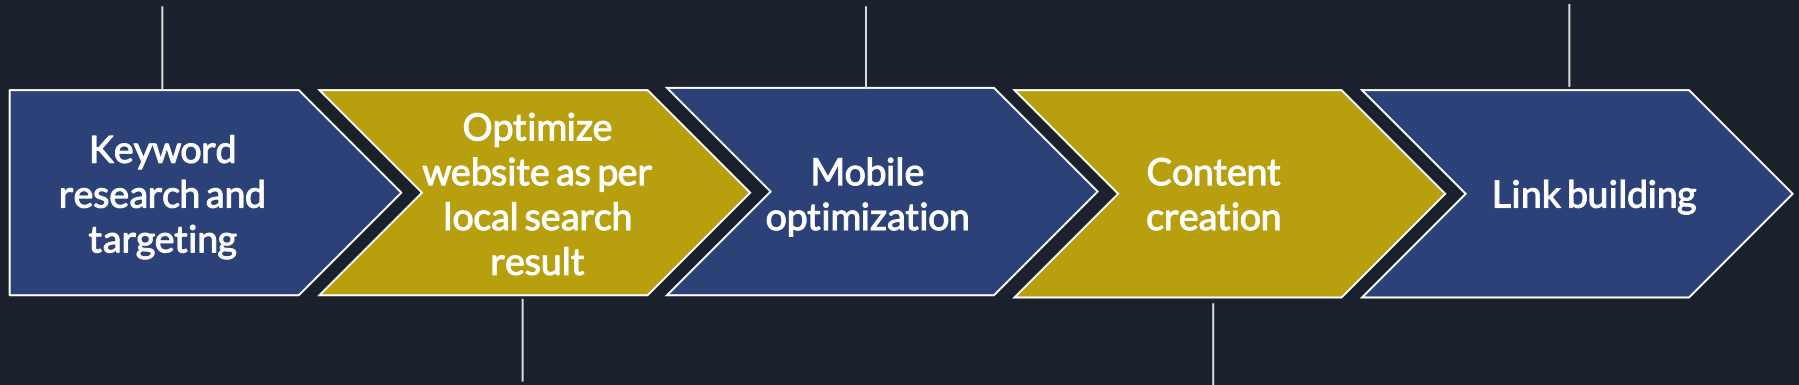 Keyword
research and
targeting
Optimize
website as per
local search
result
Mobile
optimization
Content
creation
Link building